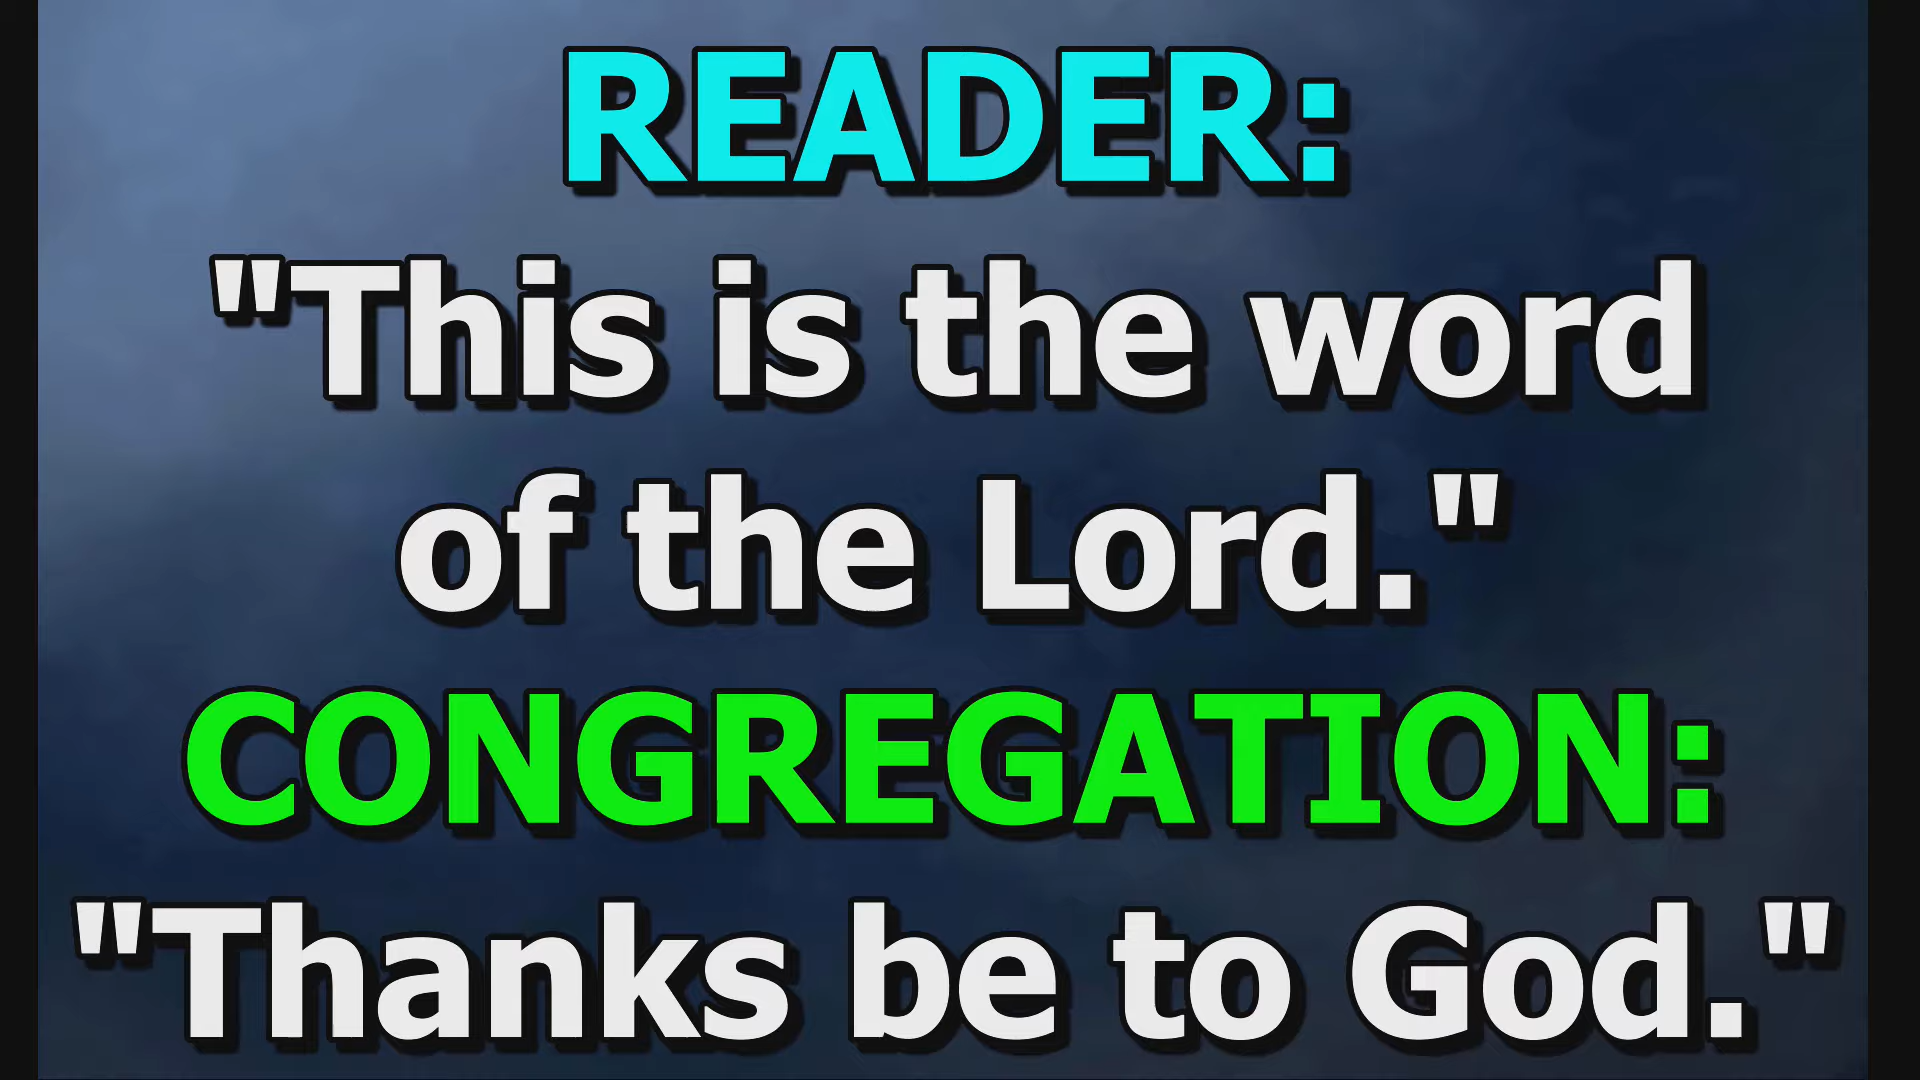 READER:
"This is the word
of the Lord."
CONGREGATION:
"Thanks be to God."